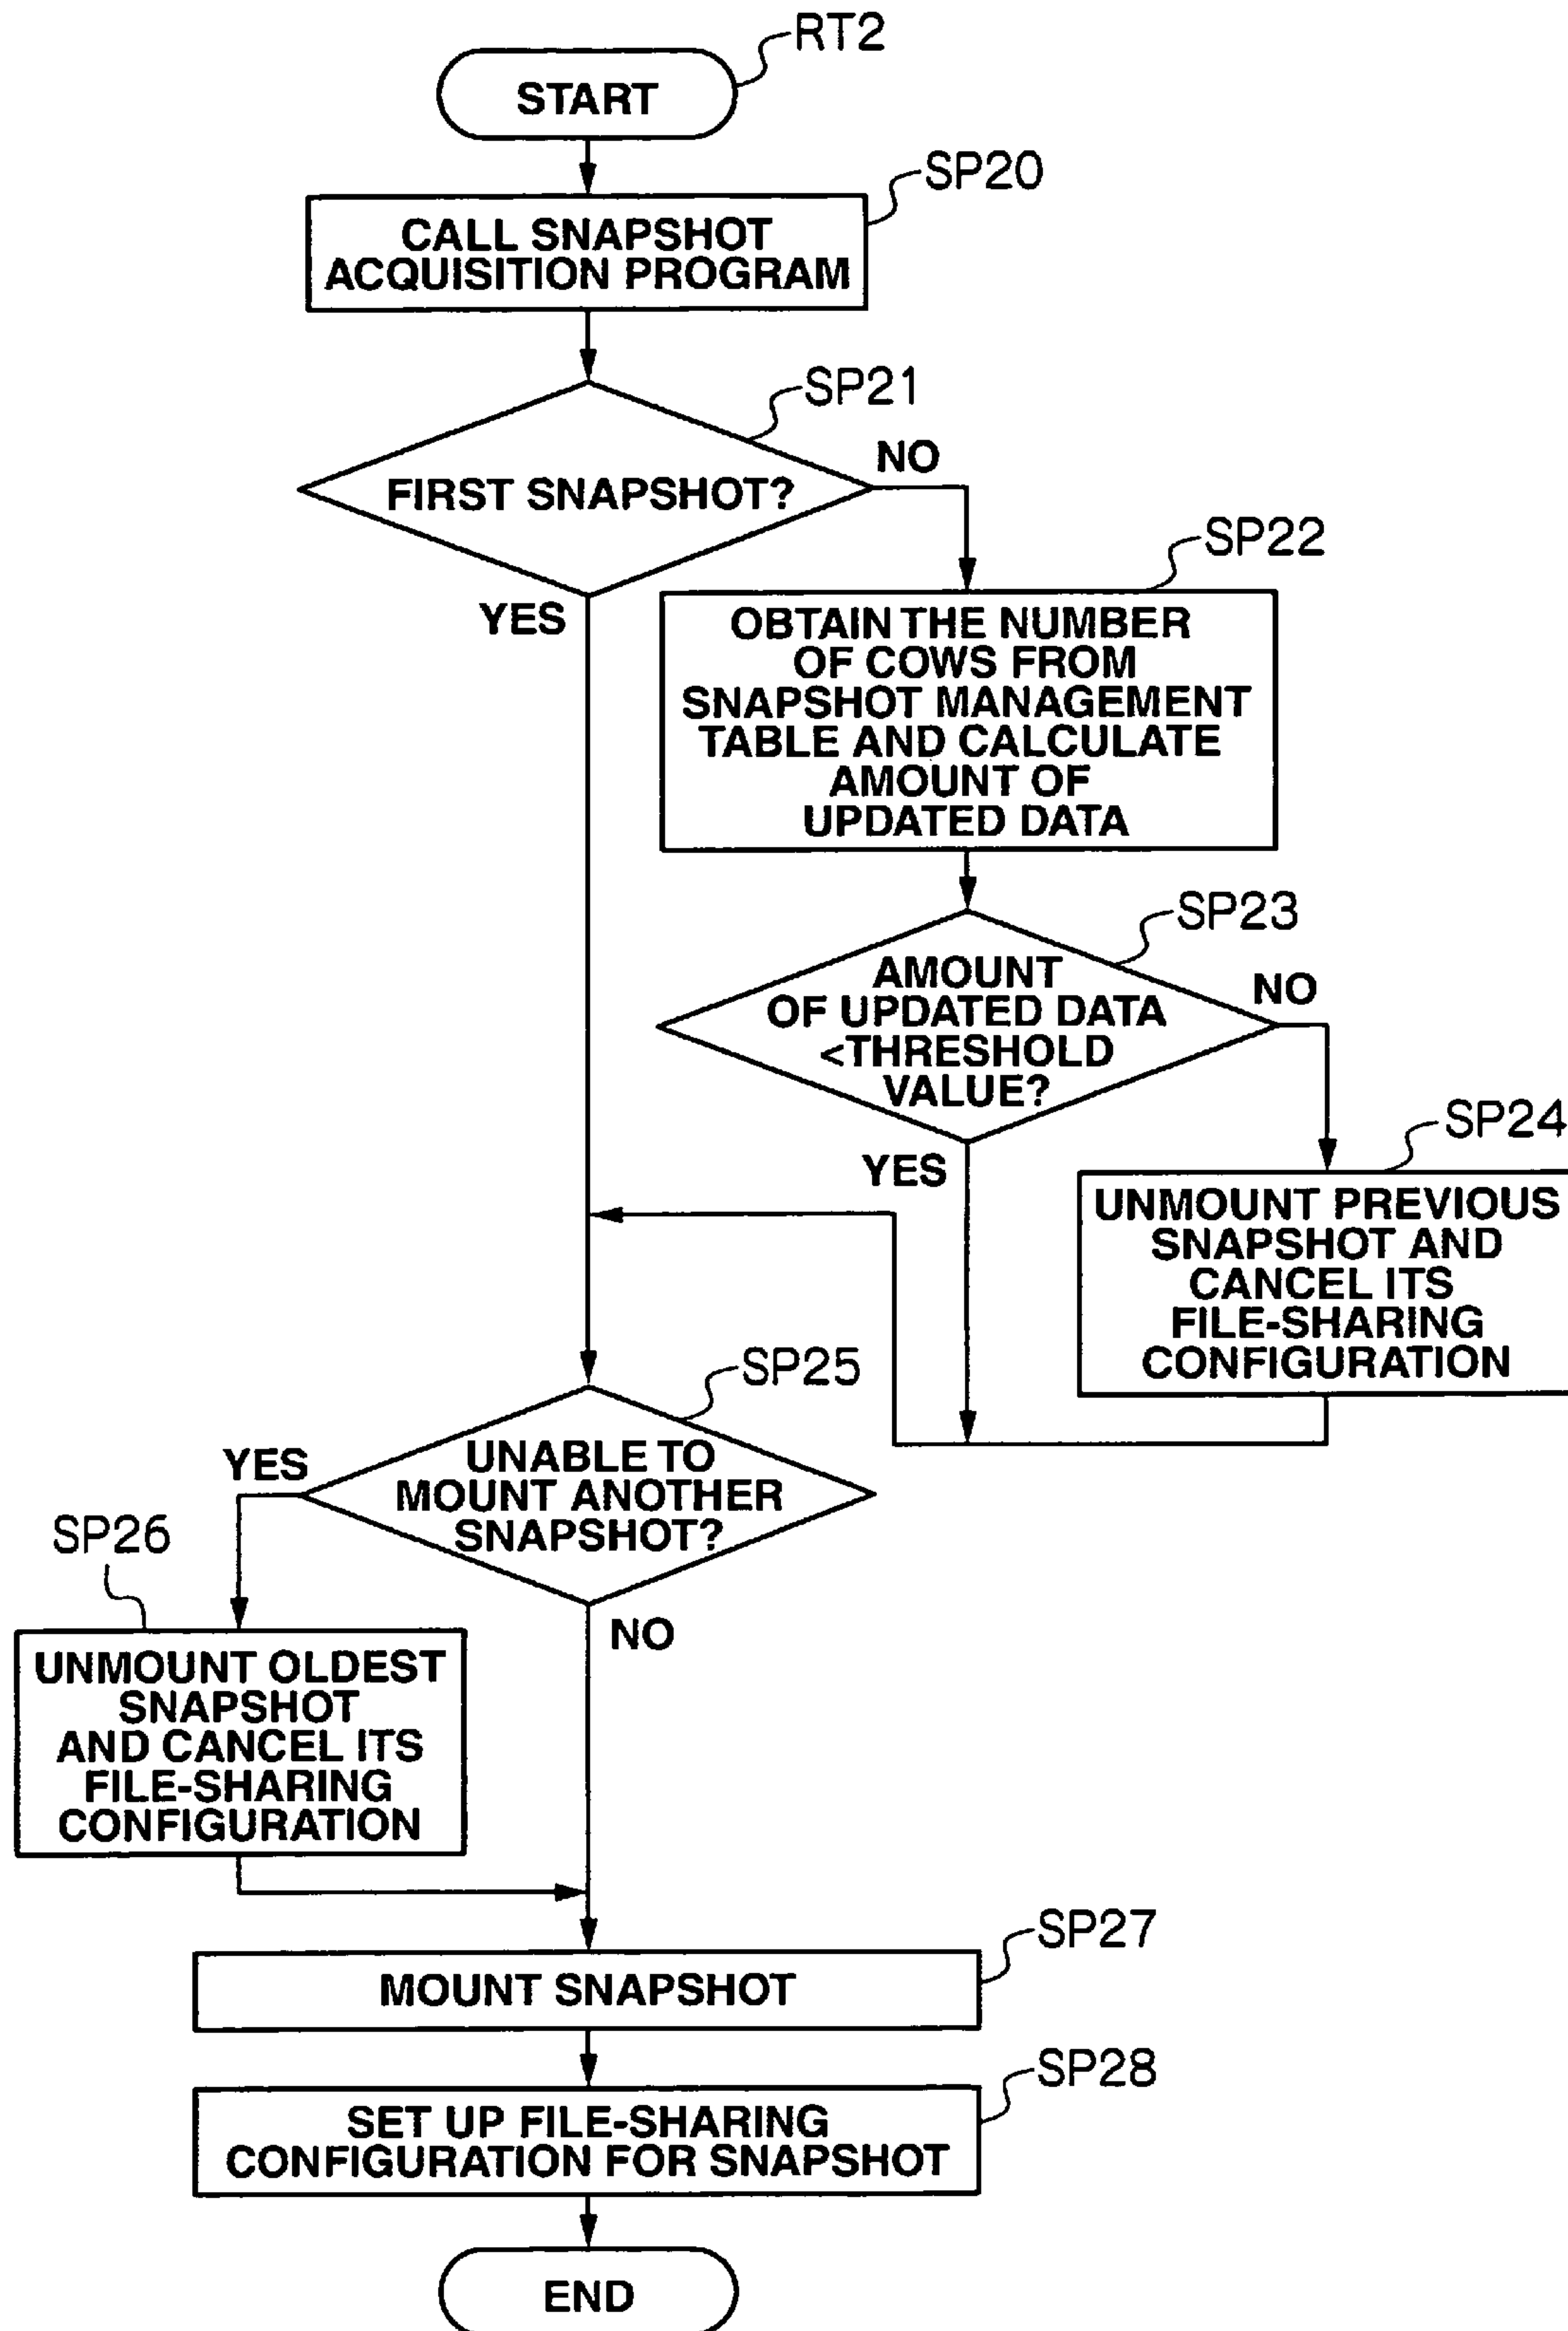 RT2
START
SP20
CALL SNAPSHOT
ACQUISITION PROGRAM
SP21
FIRST SNAPSHOT?
NO
YES
SP22
OBTAIN THE NUMBER
OF COWS FROM
SNAPSHOT MANAGEMENT
TABLE AND CALCULATE
AMOUNT OF
UPDATED DATA
SP23
AMOUNT
OF UPDATED DATA
<THRESHOLD
VALUE?
NO
YES
SP24
UNMOUNT PREVIOUS
SNAPSHOT AND
CANCEL ITS
FILE-SHARING
CONFIGURATION
SP25
UNABLE TO
MOUNT ANOTHER
SNAPSHOT?
YES
NO
SP26
UNMOUNT OLDEST
SNAPSHOT
AND CANCEL ITS
FILE-SHARING
CONFIGURATION
SP27
MOUNT SNAPSHOT
SP28
SET UP FILE-SHARING
CONFIGURATION FOR SNAPSHOT
END